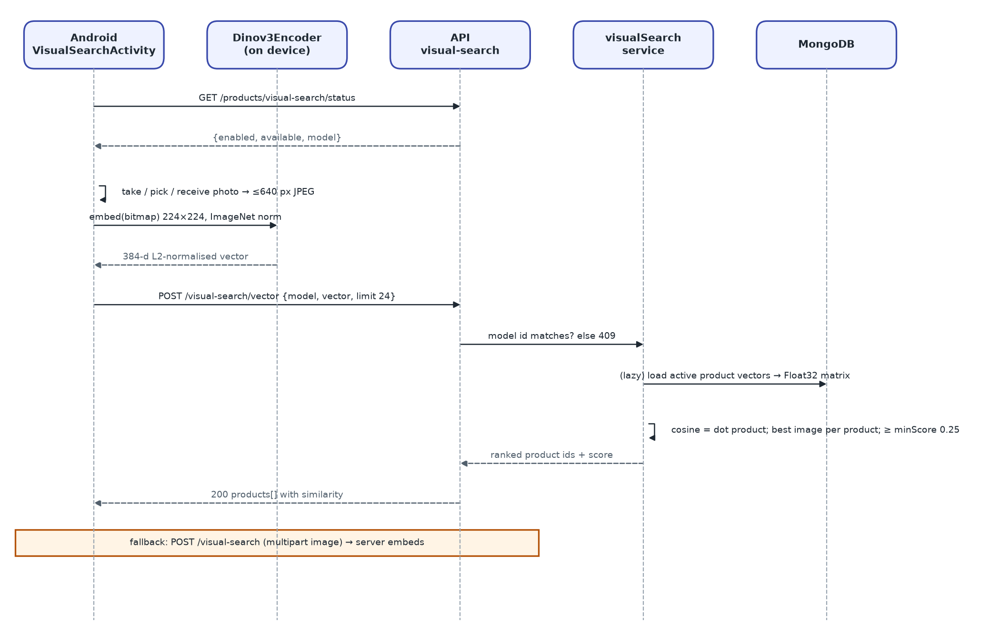 Android
VisualSearchActivity
Dinov3Encoder
(on device)
API
visual-search
visualSearch
service
MongoDB
GET /products/visual-search/status
{enabled, available, model}
take / pick / receive photo → ≤640 px JPEG
embed(bitmap) 224×224, ImageNet norm
384-d L2-normalised vector
POST /visual-search/vector {model, vector, limit 24}
model id matches? else 409
(lazy) load active product vectors → Float32 matrix
cosine = dot product; best image per product; ≥ minScore 0.25
ranked product ids + score
200 products[] with similarity
fallback: POST /visual-search (multipart image) → server embeds